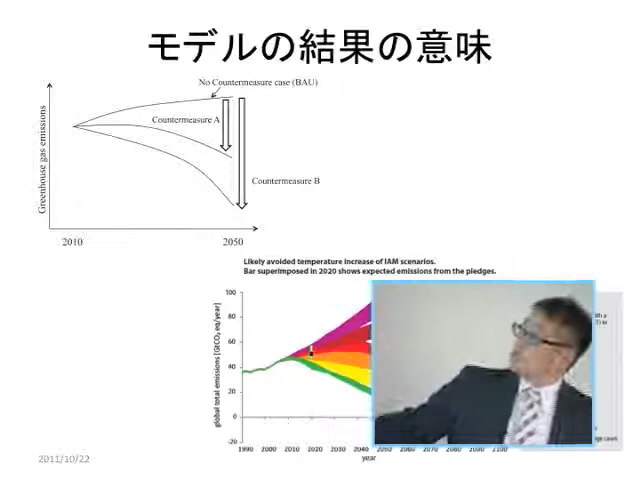 モデルの結果の意味
No Countermeasure case (BAU)
Countermeasure A
Countermeasure B
Greenhouse gas emissions
2010
2050
Likely avoided temperature increase of IAM scenarios.
Bar superimposed in 2020 shows expected emissions from the pledges.
global total emissions [GtCO₂ eq/year]
100
80
60
40
20
0
-20
1990 2000 2010 2020 2030 2040 2050 2060 2070 2080 2090 2100
year
2011/10/22